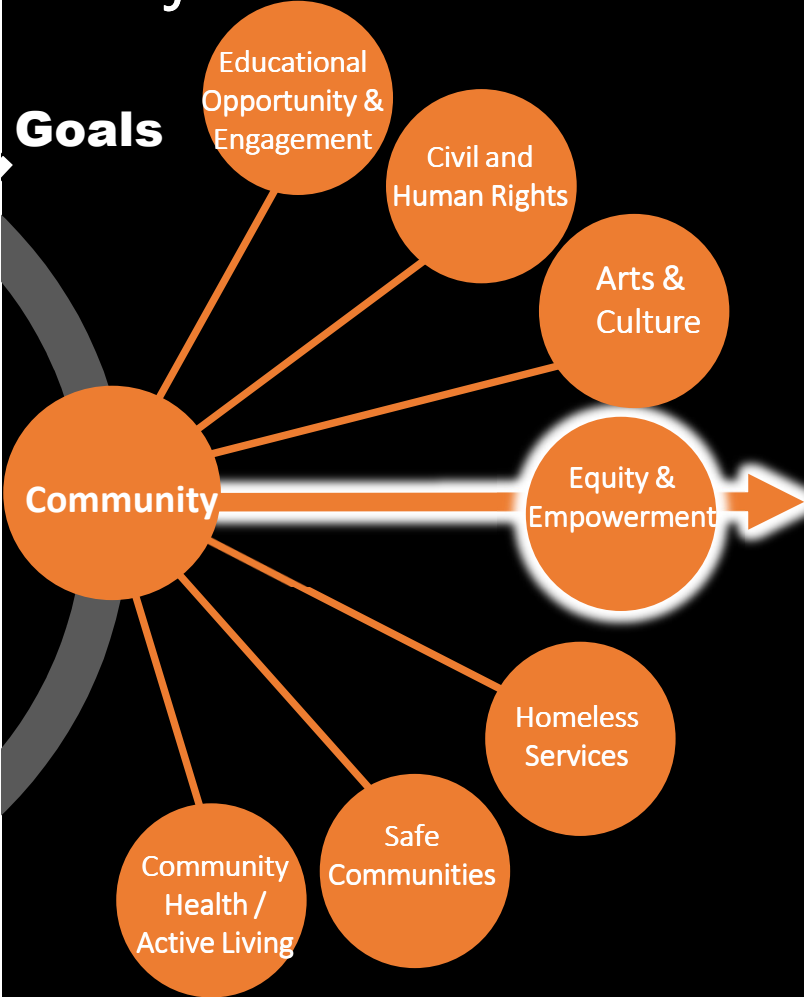 Goals
Educational
Opportunity &
Engagement
Civil and
Human Rights
Arts &
Culture
Community
Equity &
Empowerment
Homeless
Services
Safe
Communities
Community
Health /
Active Living